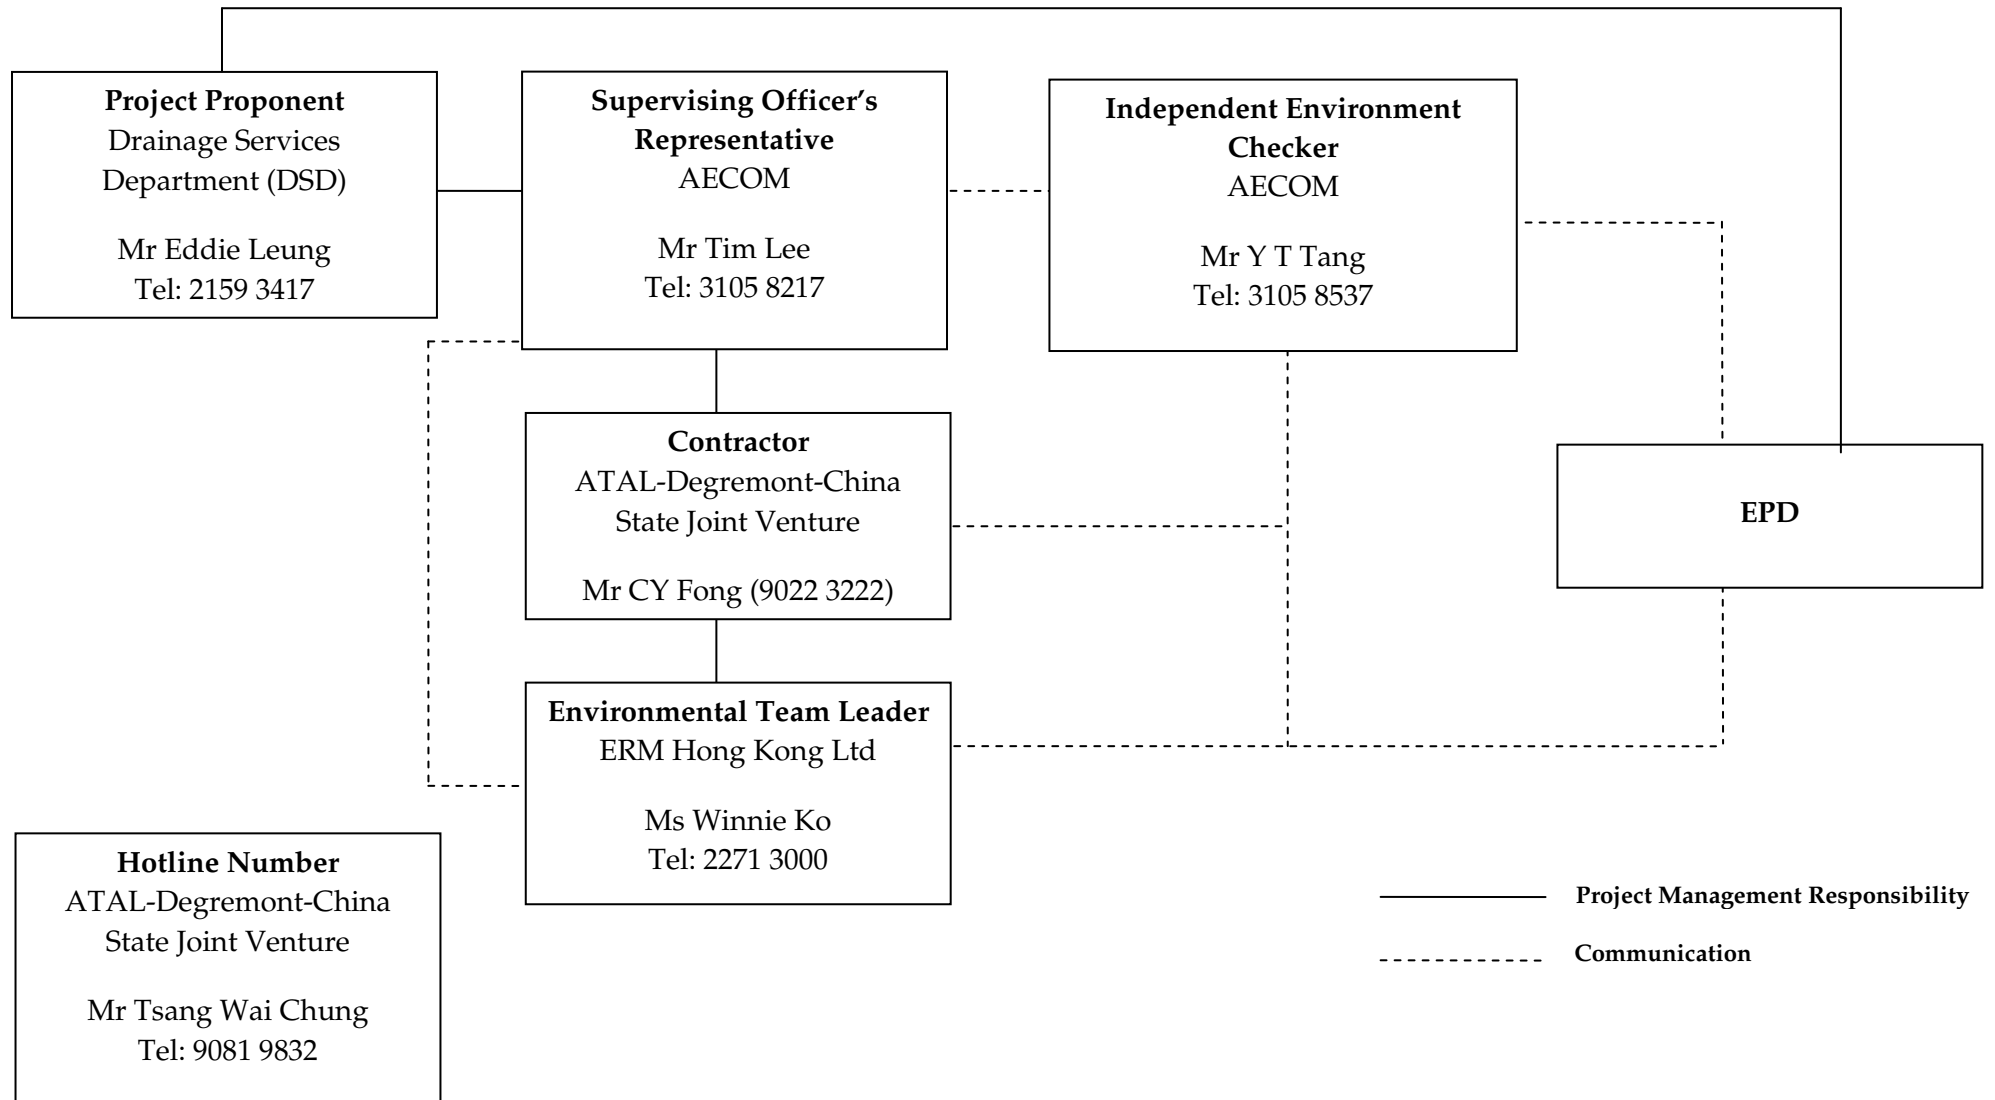 Project Proponent
Drainage Services
Department (DSD)
Mr Eddie Leung
Tel: 2159 3417
Supervising Officer’s
Representative
AECOM
Mr Tim Lee
Tel: 3105 8217
Independent Environment
Checker
AECOM
Mr Y T Tang
Tel: 3105 8537
Contractor
ATAL-Degremont-China
State Joint Venture
Mr CY Fong (9022 3222)
EPD
Environmental Team Leader
ERM Hong Kong Ltd
Ms Winnie Ko
Tel: 2271 3000
Hotline Number
ATAL-Degremont-China
State Joint Venture
Mr Tsang Wai Chung
Tel: 9081 9832
Project Management Responsibility
Communication